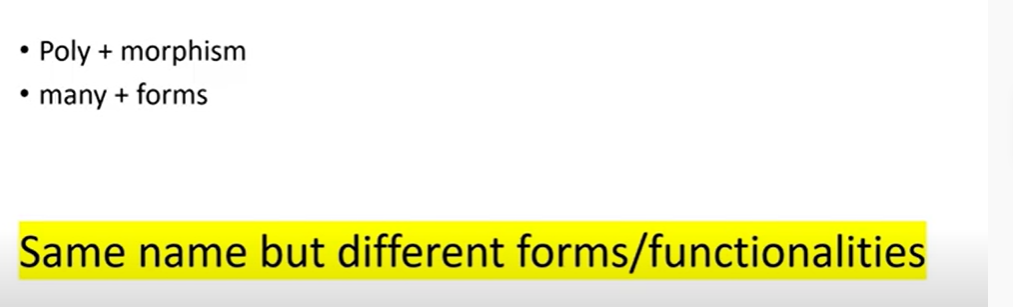 • Poly + morphism
• many + forms
Same name but different forms/functionalities